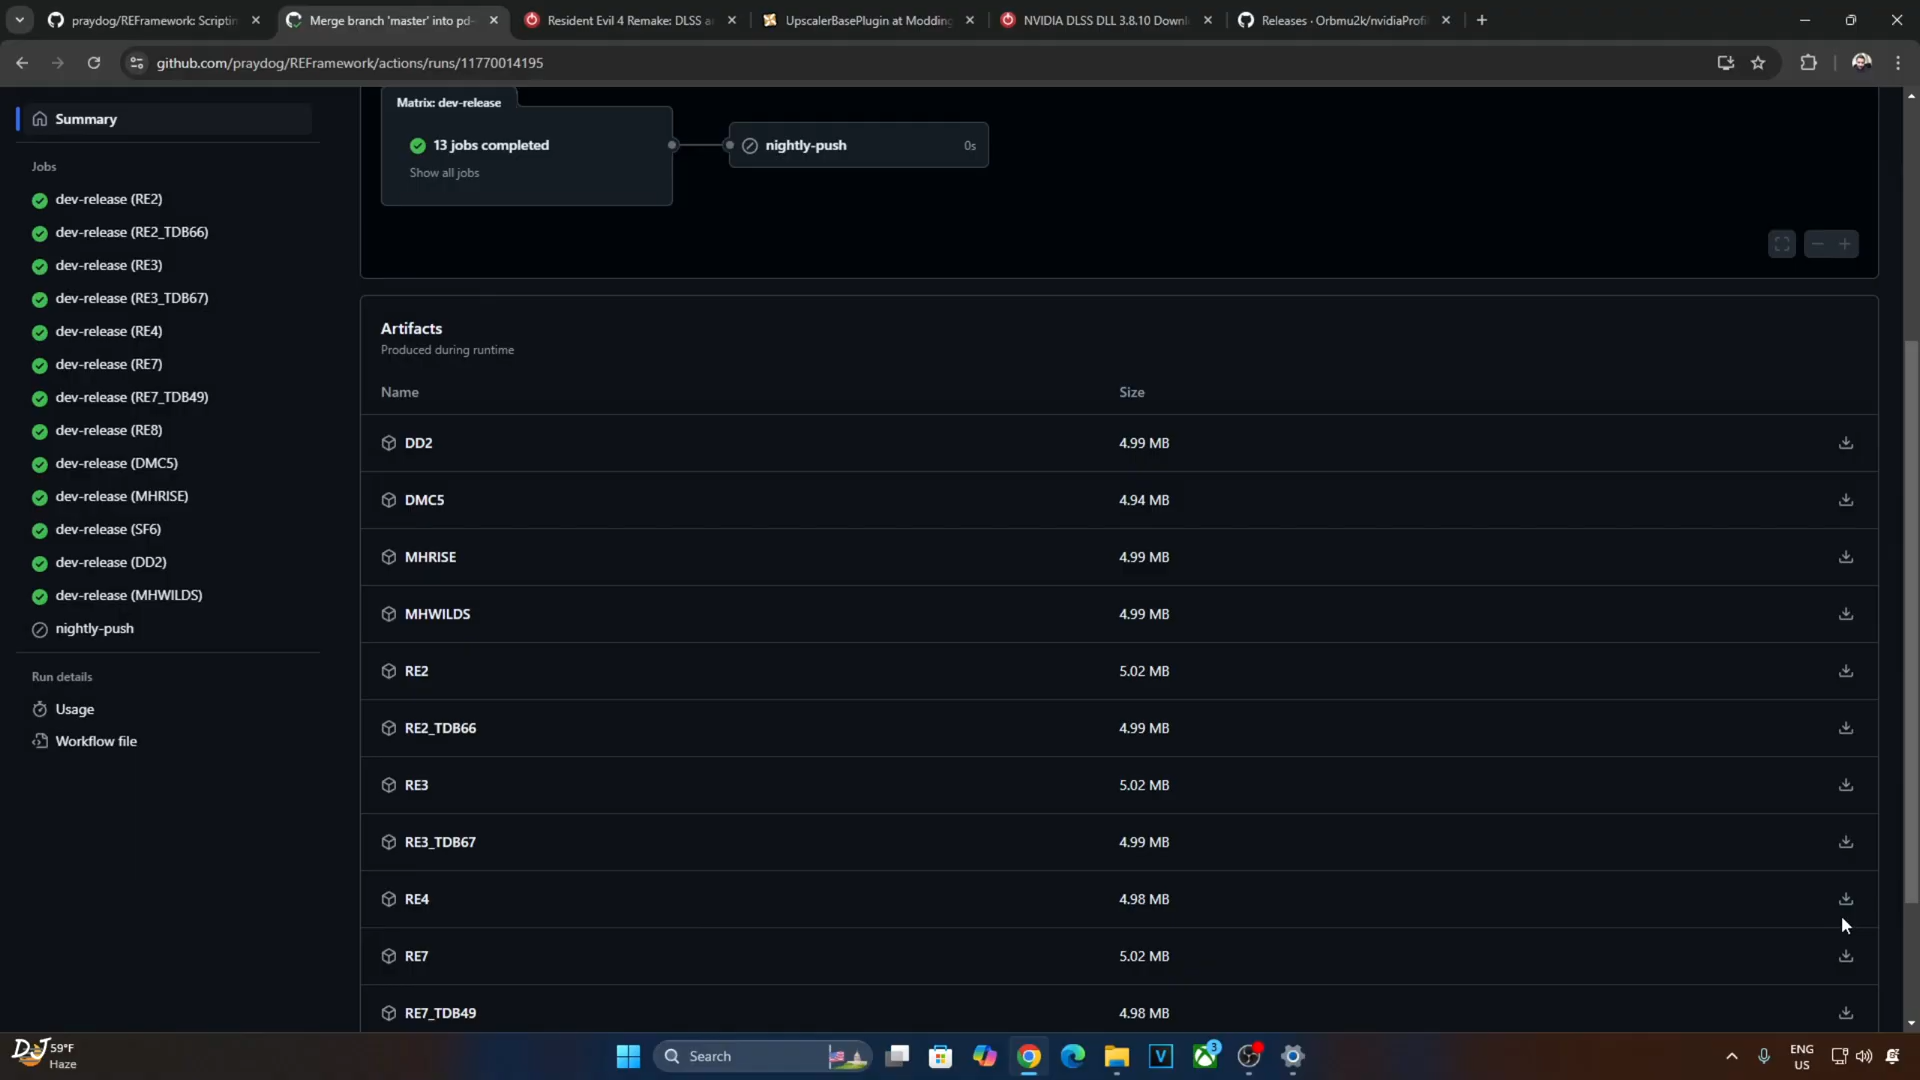 praydog/REFramework: Scriptin
Merge branch 'master' into pd-
Resident Evil 4 Remake: DLSS a
UpscalerBasePlugin at Modding
NVIDIA DLSS DLL 3.8.10 Downl
Releases · Orbmu2k/nvidiaProfi
github.com/praydog/REFramework/actions/runs/11770014195
Summary
Jobs
dev-release (RE2)
dev-release (RE2_TDB66)
dev-release (RE3)
dev-release (RE3_TDB67)
dev-release (RE4)
dev-release (RE7)
dev-release (RE7_TDB49)
dev-release (RE8)
dev-release (DMC5)
dev-release (MHRISE)
dev-release (SF6)
dev-release (DD2)
dev-release (MHWILDS)
nightly-push
Run details
Usage
Workflow file
Matrix: dev-release
13 jobs completed
Show all jobs
nightly-push 0s
Artifacts
Produced during runtime
Name Size
DD2 4.99 MB
DMC5 4.94 MB
MHRISE 4.99 MB
MHWILDS 4.99 MB
RE2 5.02 MB
RE2_TDB66 4.99 MB
RE3 5.02 MB
RE3_TDB67 4.99 MB
RE4 4.98 MB
RE7 5.02 MB
RE7_TDB49 4.98 MB
DJ
59°F
Haze
Search
V
3
ENG
US